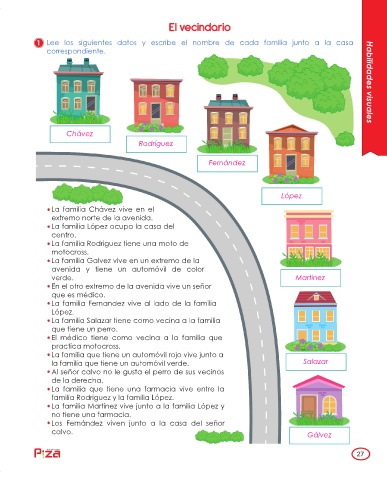 El vecindario
1 Lee los siguientes datos y escribe el nombre de cada familia junto a la casa
correspondiente.
Habilidades visuales
Chávez
Rodríguez
Fernández
López
• La familia Chávez vive en el
extremo norte de la avenida.
• La familia López ocupa la casa del
centro.
• La familia Rodríguez tiene una moto de
motocross.
• La familia Galvez vive en un extremo de la
avenida y tiene un automóvil de color
verde.
• En el otro extremo de la avenida vive un señor
que es médico.
• La familia Fernandez vive al lado de la familia
López.
• La familia Salazar tiene como vecina a la familia
que tiene un perro.
• El médico tiene como vecina a la familia que
practica motocross.
• La familia que tiene un automóvil rojo vive junto a
la familia que tiene un automóvil verde.
• Al señor calvo no le gusta el perro de sus vecinos
de la derecha.
• La familia que tiene una farmacia vive entre la
familia Rodríguez y la familia López.
• La familia Martínez vive junto a la familia López y
no tiene una farmacia.
• Los Fernández viven junto a la casa del señor
calvo.
Martínez
Salazar
Gálvez
Piza
27